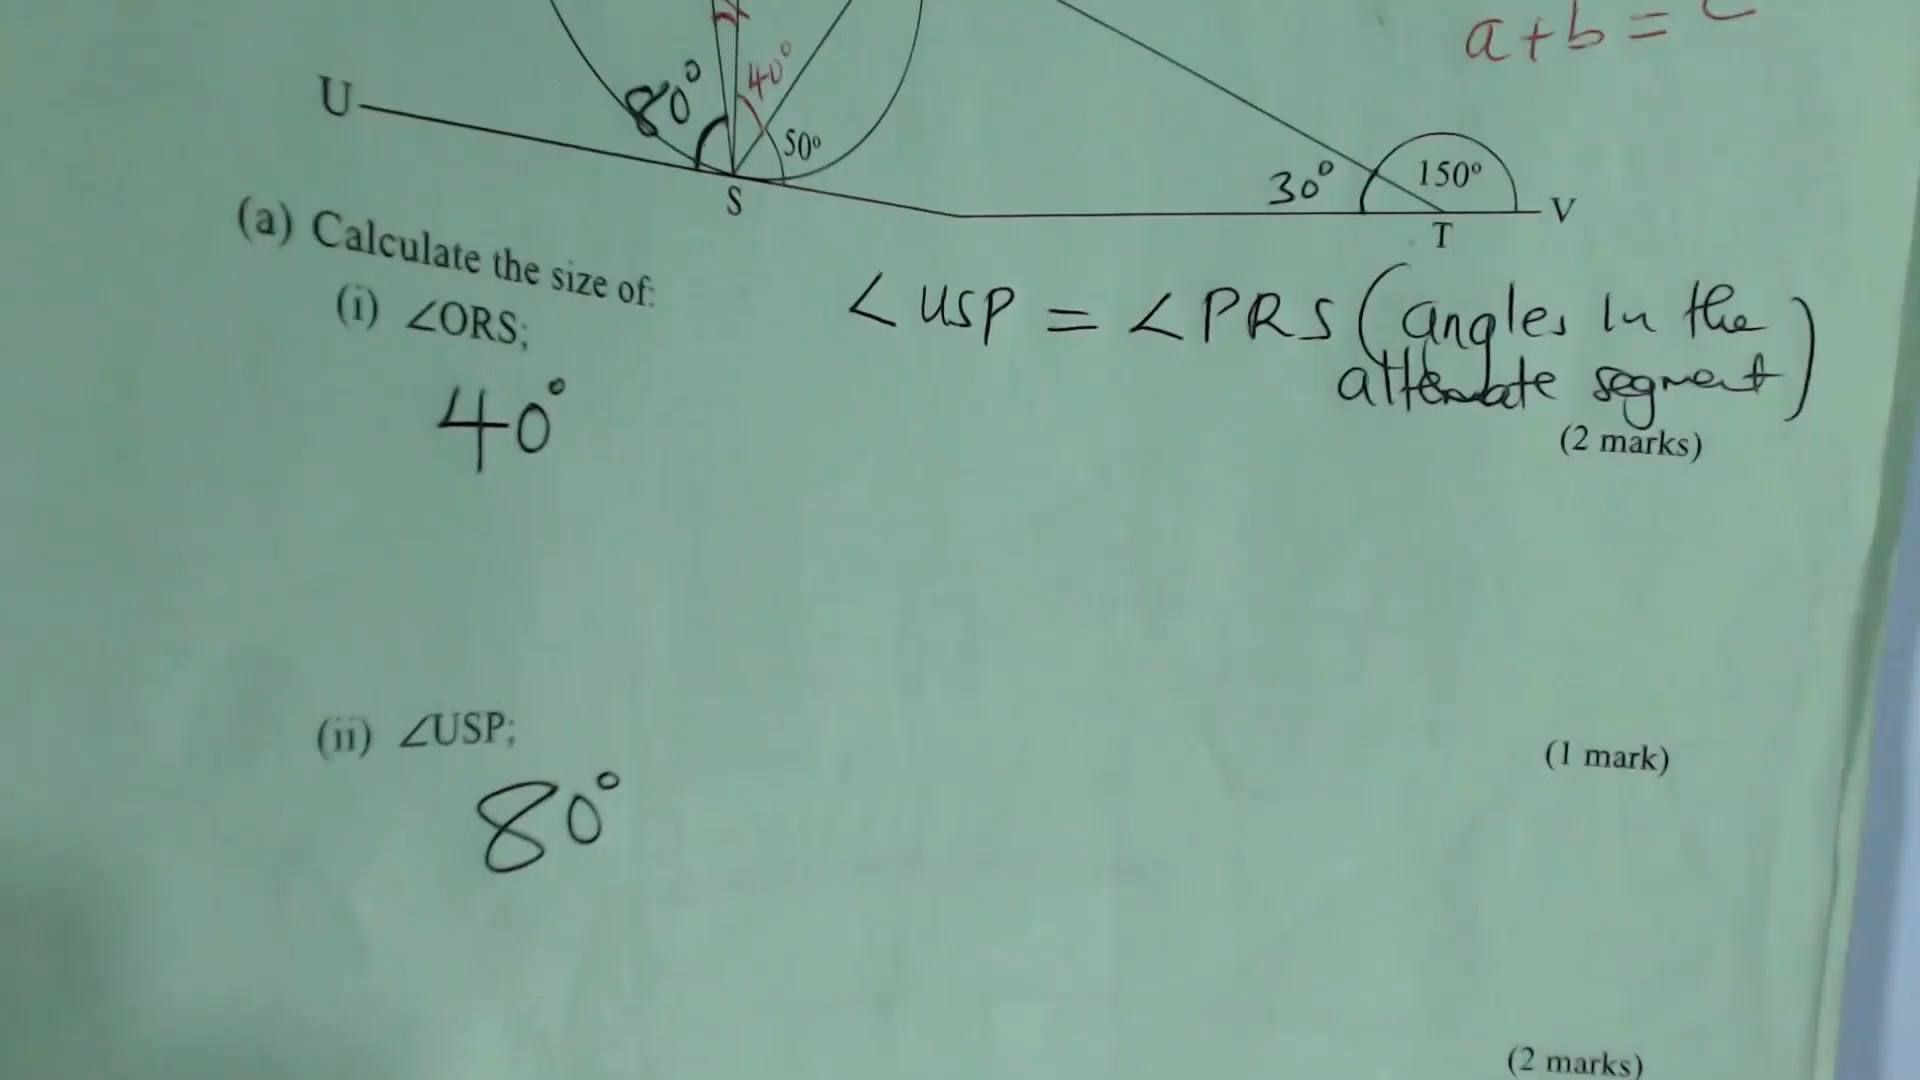 a + b = c
U
80°
40°
50°
S
30°
150°
V
T
(a) Calculate the size of:
(i) ∠ORS;
∠USP = ∠PRS (angles in the
alternate segment)
40°
(2 marks)
(ii) ∠USP;
(1 mark)
80°
(2 marks)